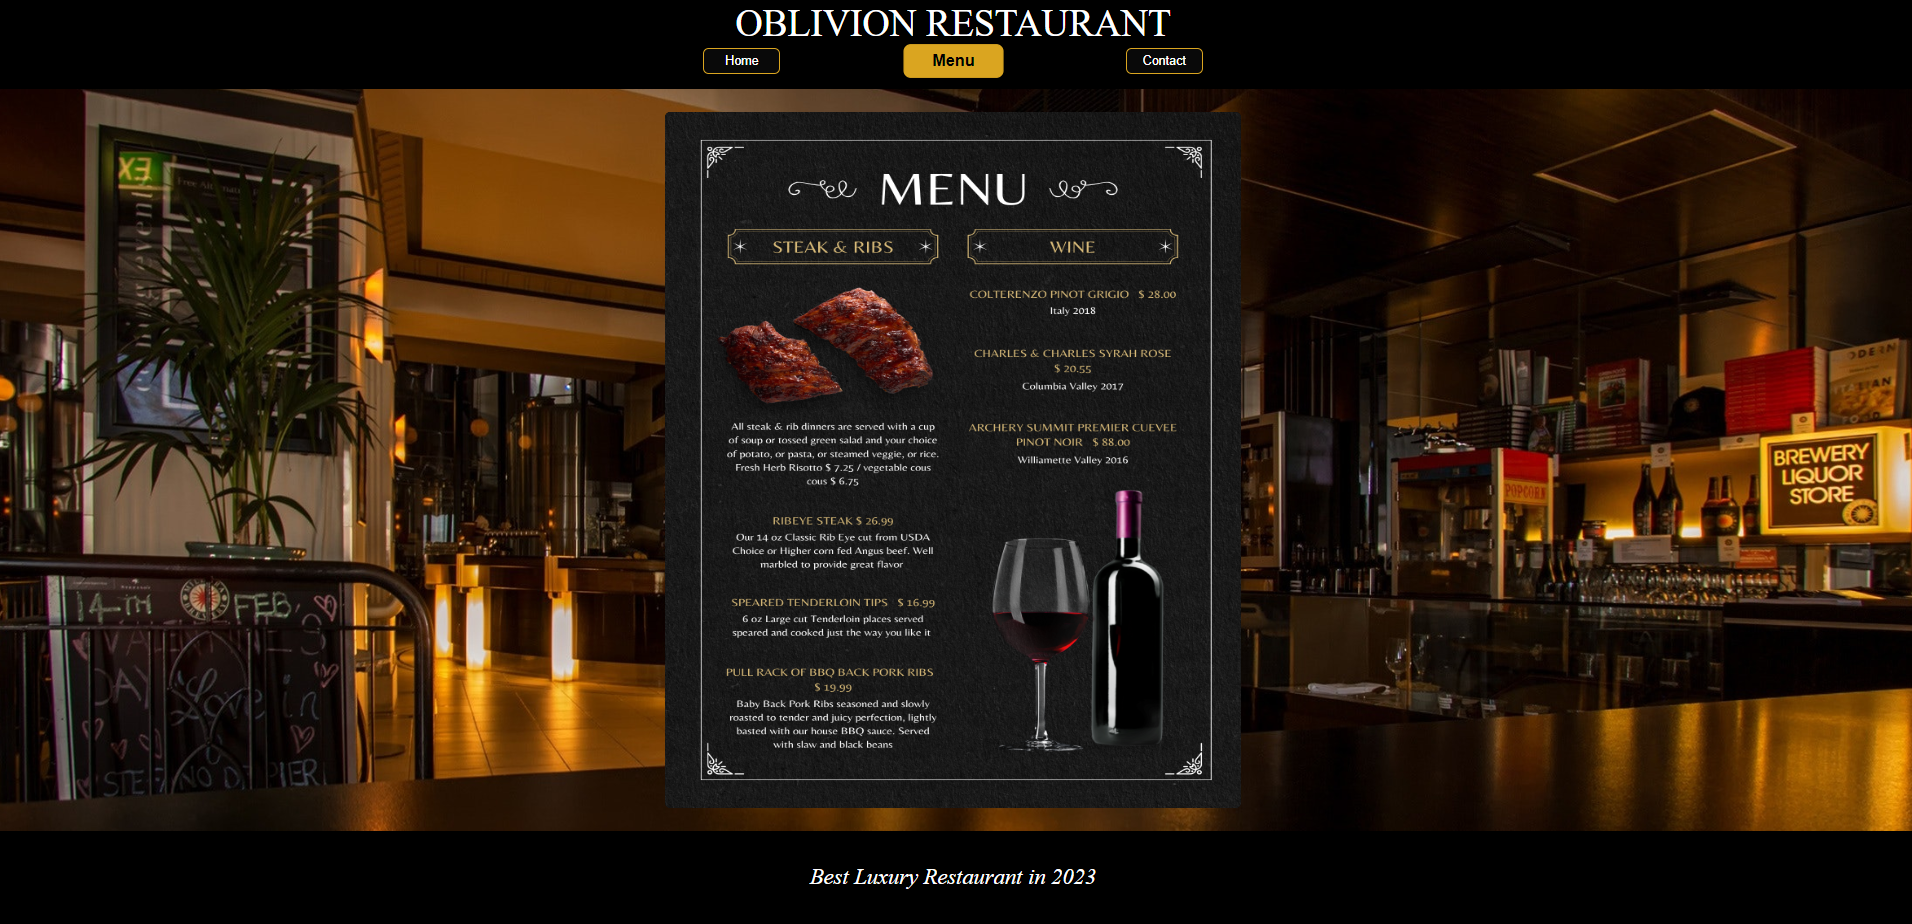 OBLIVION RESTAURANT
Home
Menu
Contact
MENU
STEAK & RIBS
All steak & rib dinners are served with a cup
of soup or tossed green salad and your choice
of potato, or pasta, or steamed veggie, or rice.
Fresh Herb Risotto $ 7.25 / vegetable cous
cous $ 6.75
RIBEYE STEAK $ 26.99
Our 14 oz Classic Rib Eye cut from USDA
Choice or Higher corn fed Angus beef. Well
marbled to provide great flavor
SPEARED TENDERLOIN TIPS $ 16.99
6 oz Large cut Tenderloin places served
speared and cooked just the way you like it
PULL RACK OF BBQ BACK PORK RIBS
$ 19.99
Baby Back Pork Ribs seasoned and slowly
roasted to tender and juicy perfection, lightly
basted with our house BBQ sauce. Served
with slaw and black beans
WINE
COLTERENZO PINOT GRIGIO $ 28.00
Italy 2018
CHARLES & CHARLES SYRAH ROSE
$ 20.55
Columbia Valley 2017
ARCHERY SUMMIT PREMIER CUEVEE
PINOT NOIR $ 88.00
Williamette Valley 2016
EX
14-TH FEB.
Love in
POPCORN
ITALIAN
BREWERY
LIQUOR
STORE
Best Luxury Restaurant in 2023